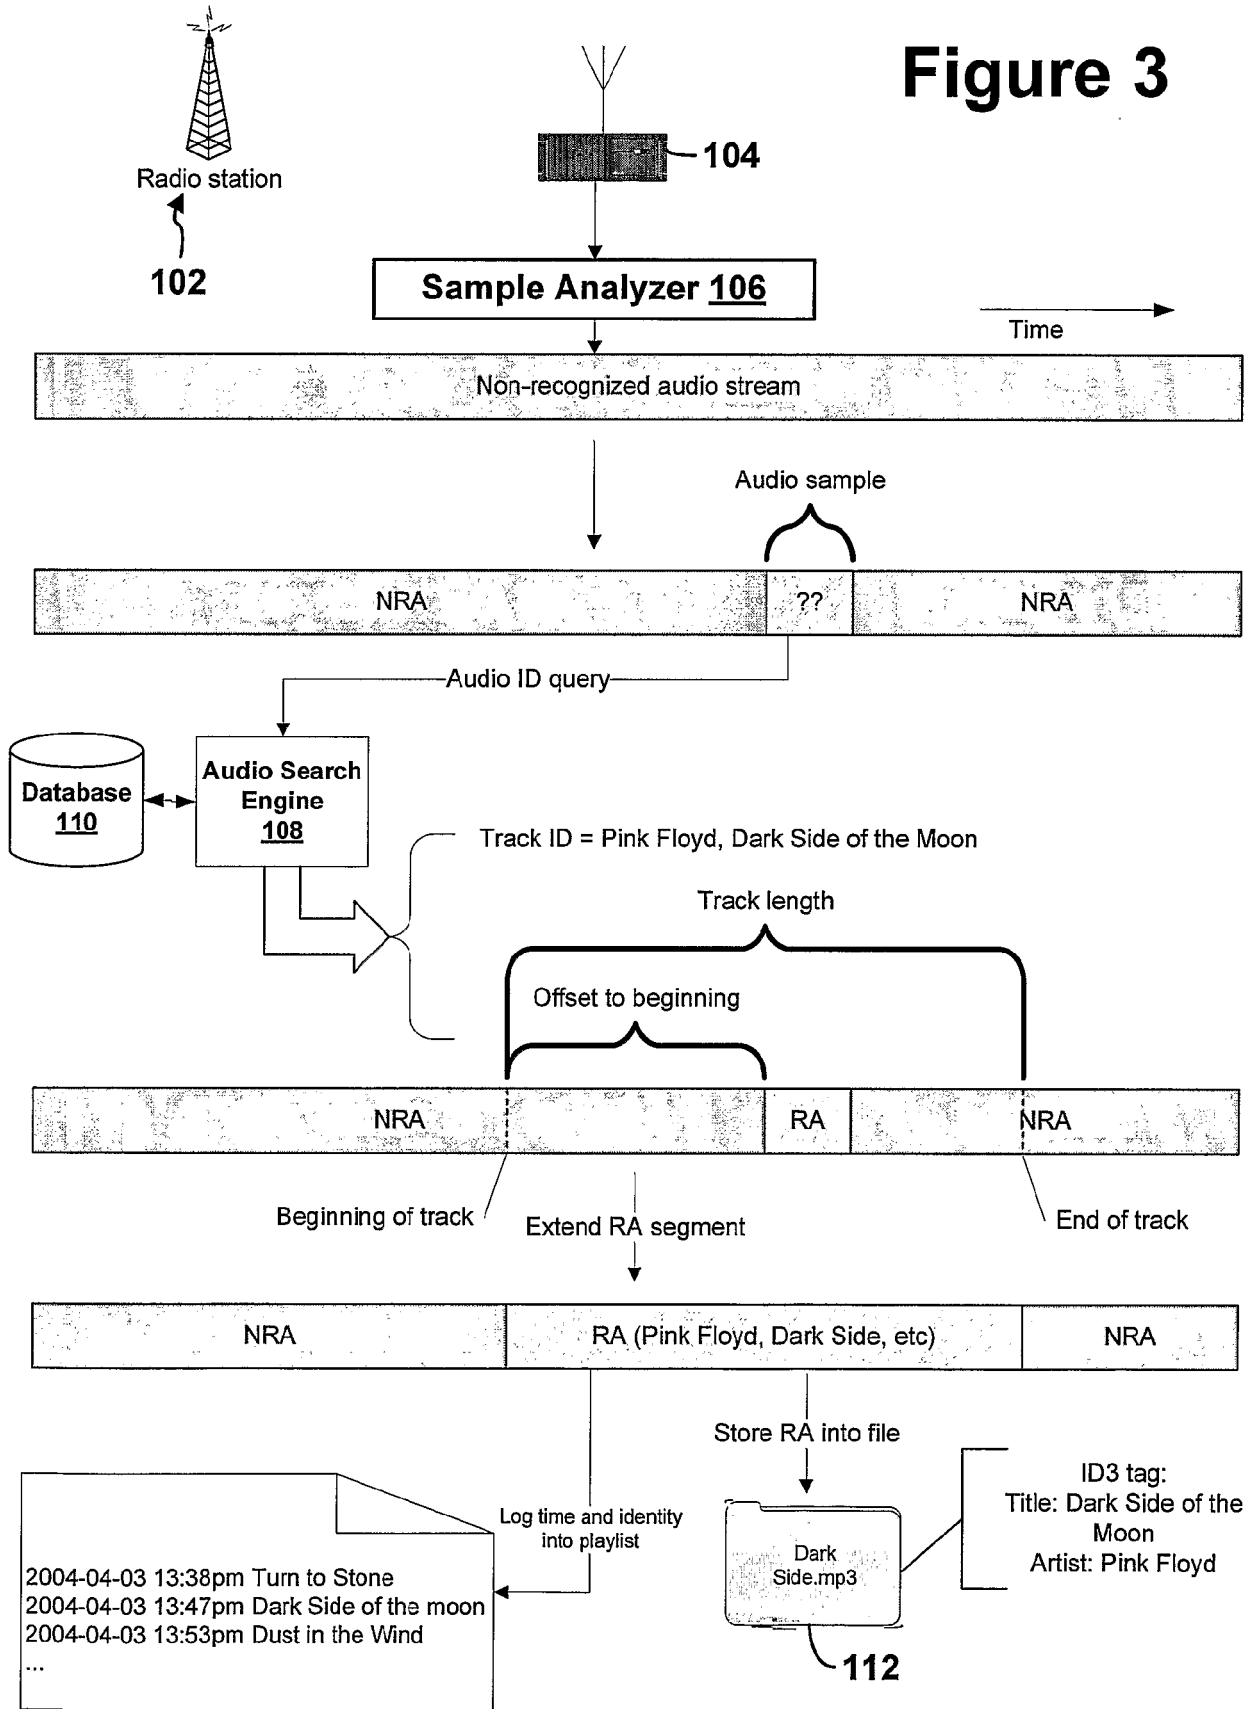 Figure 3
Radio station
102
104
Sample Analyzer 106
Time
Non-recognized audio stream
Audio sample
NRA
??
NRA
Audio ID query
Database
110
Audio Search
Engine
108
Track ID = Pink Floyd, Dark Side of the Moon
Track length
Offset to beginning
NRA
RA
NRA
Beginning of track
Extend RA segment
End of track
NRA
RA (Pink Floyd, Dark Side, etc)
NRA
Store RA into file
Log time and identity
into playlist
ID3 tag:
Title: Dark Side of the
Moon
Artist: Pink Floyd
Dark
Side.mp3
112
2004-04-03 13:38pm Turn to Stone
2004-04-03 13:47pm Dark Side of the moon
2004-04-03 13:53pm Dust in the Wind
...